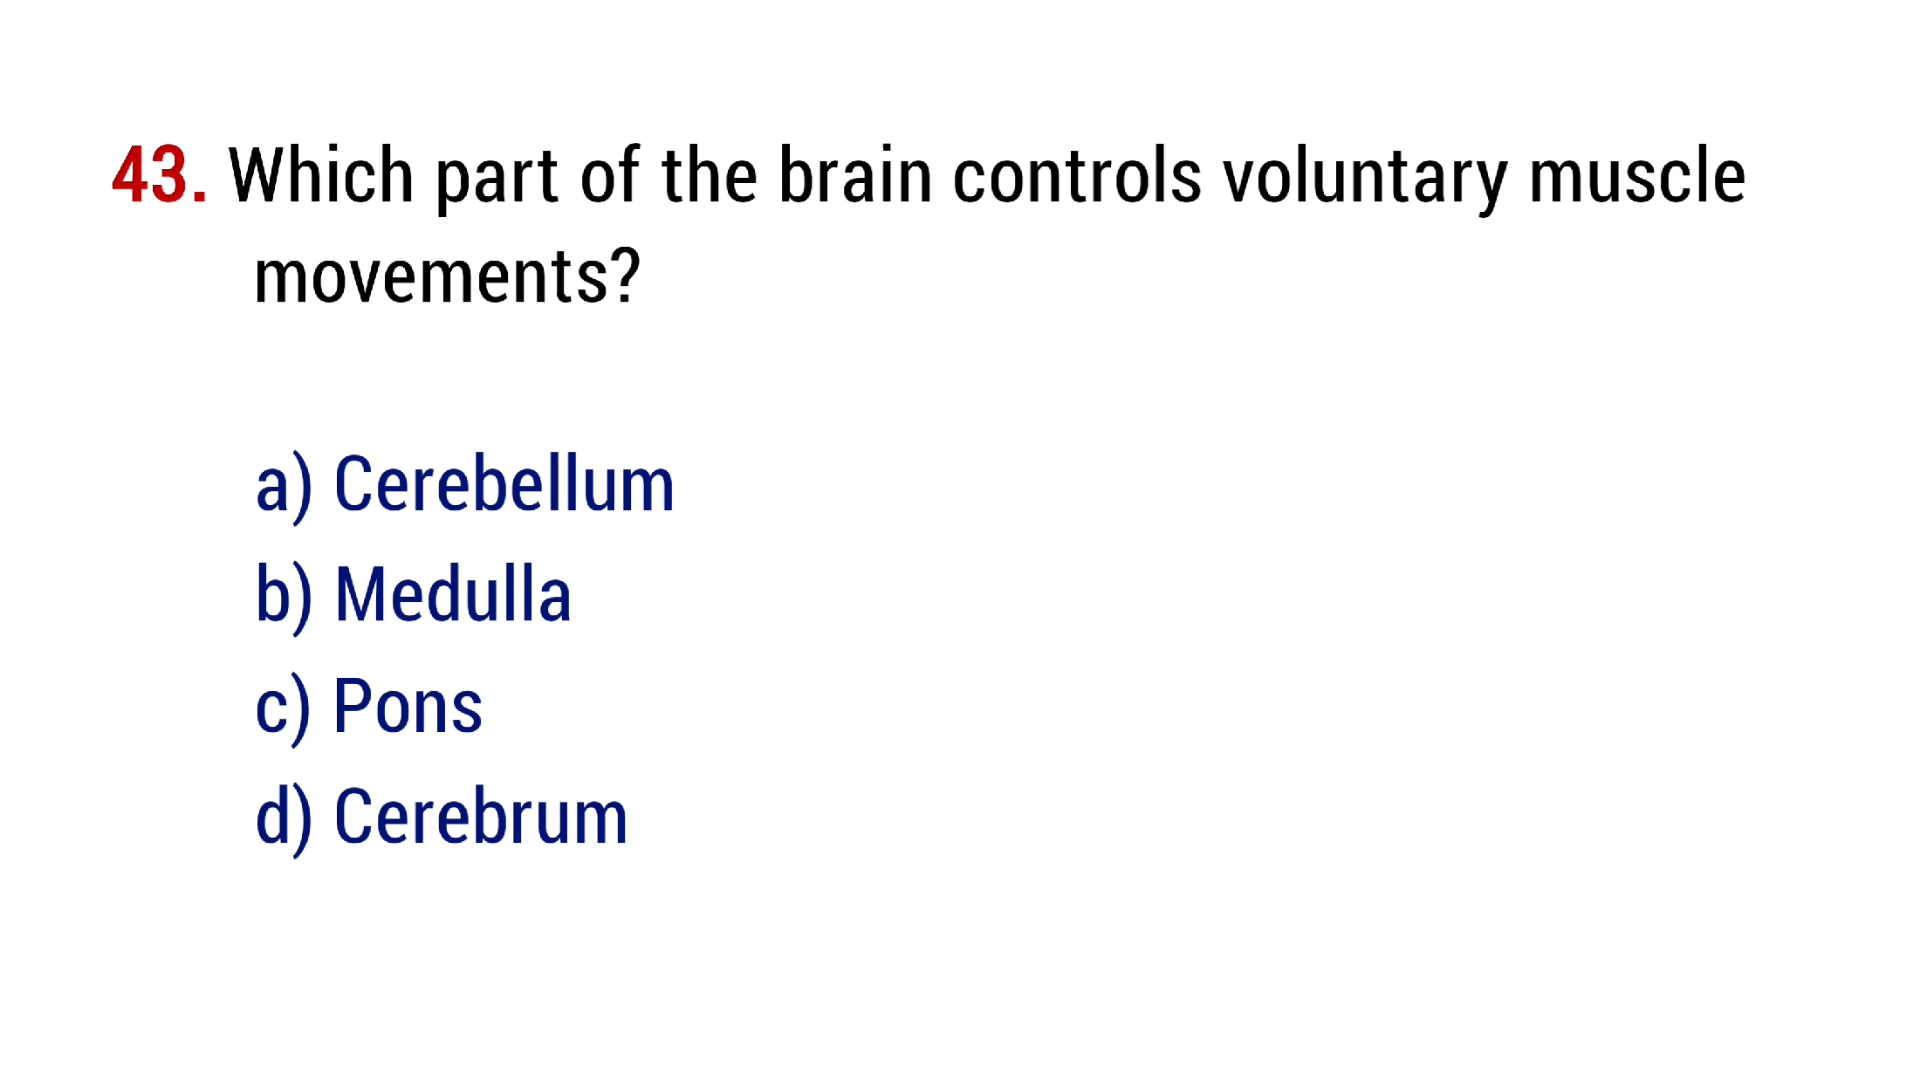 43. Which part of the brain controls voluntary muscle
movements?
a) Cerebellum
b) Medulla
c) Pons
d) Cerebrum